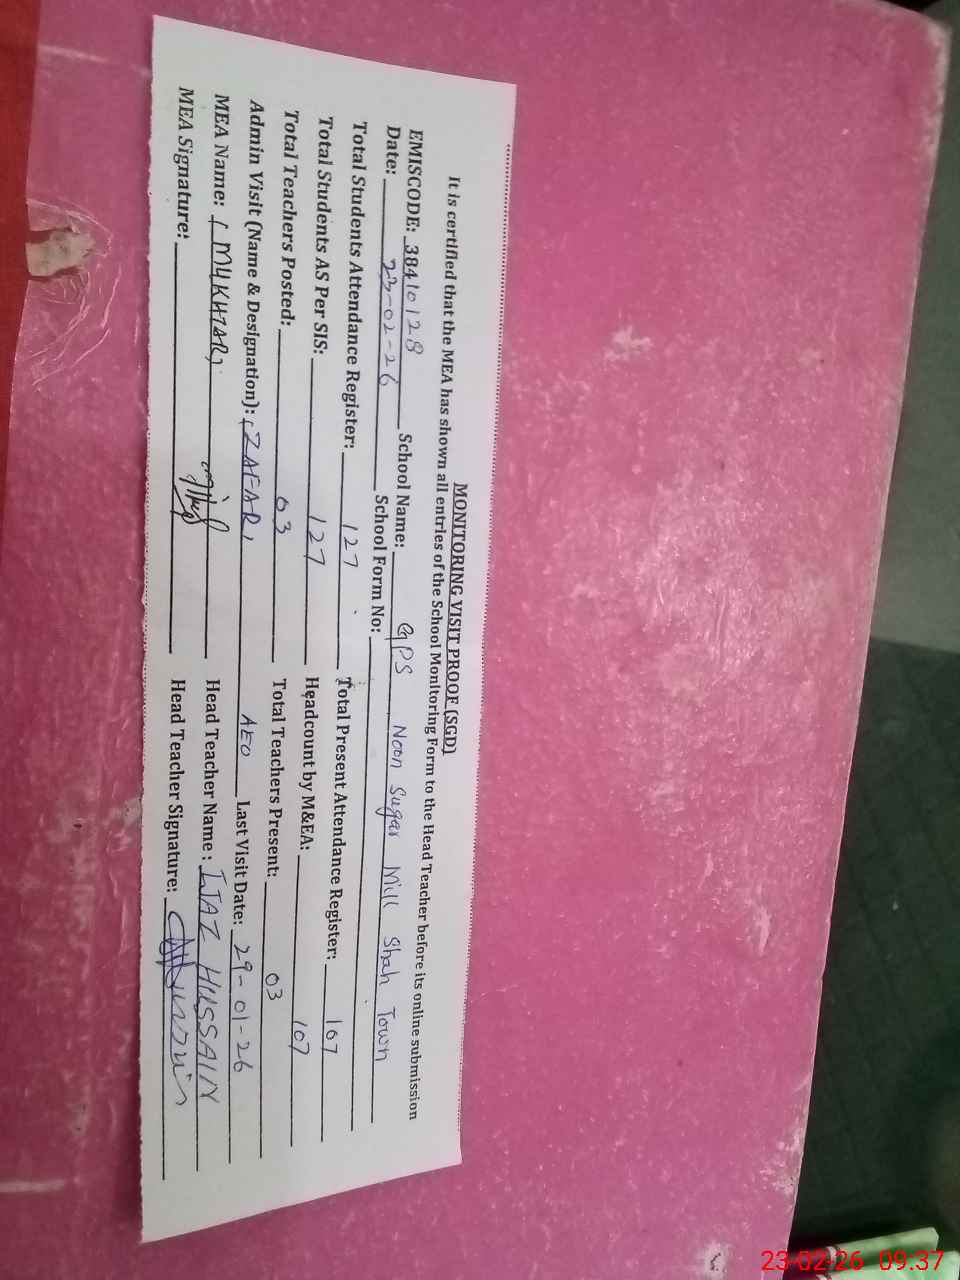 MONITORING VISIT PROOF (SGD)
It is certified that the MEA has shown all entries of the School Monitoring Form to the Head Teacher before its online submission
EMISCODE: 38410128 School Name: GPS Noon Sugar Mill Shah Town
Date: 23-02-26 School Form No:
Total Students Attendance Register: 127 Total Present Attendance Register: 107
Total Students AS Per SIS: 127 Headcount by M&EA: 107
Total Teachers Posted: 03 Total Teachers Present: 03
Admin Visit (Name & Designation): (ZAFAR) AEO Last Visit Date: 29-01-26
MEA Name: (MUKHTAR) Head Teacher Name: IJAZ HUSSAIN
MEA Signature: Head Teacher Signature:
23-02-26 09:37